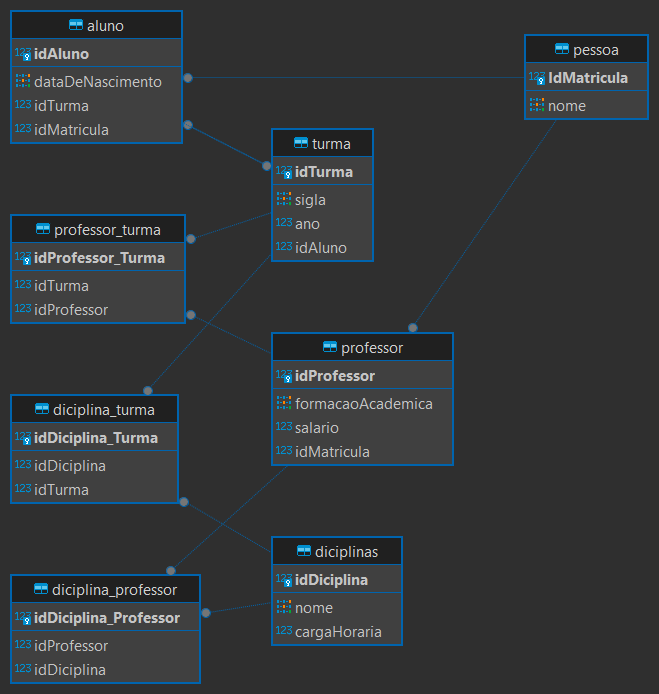 aluno
123 idAluno
dataDeNascimento
123 idTurma
123 idMatricula
pessoa
123 IdMatricula
nome
turma
123 idTurma
sigla
123 ano
123 idAluno
professor_turma
123 idProfessor_Turma
123 idTurma
123 idProfessor
professor
123 idProfessor
formacaoAcademica
123 salario
123 idMatricula
diciplina_turma
123 idDiciplina_Turma
123 idDiciplina
123 idTurma
diciplinas
123 idDiciplina
nome
123 cargaHoraria
diciplina_professor
123 idDiciplina_Professor
123 idProfessor
123 idDiciplina